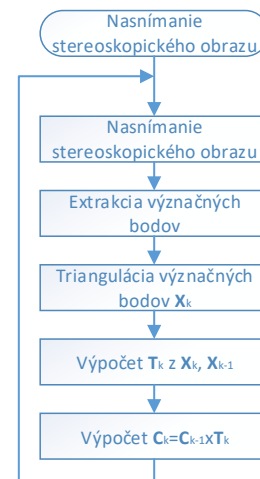 Nasnímanie
stereoskopického obrazu
Nasnímanie
stereoskopického obrazu
Extrakcia význačných
bodov
Triangulácia význačných
bodov Xk
Výpočet Tk z Xk, Xk-1
Výpočet Ck=Ck-1xTk